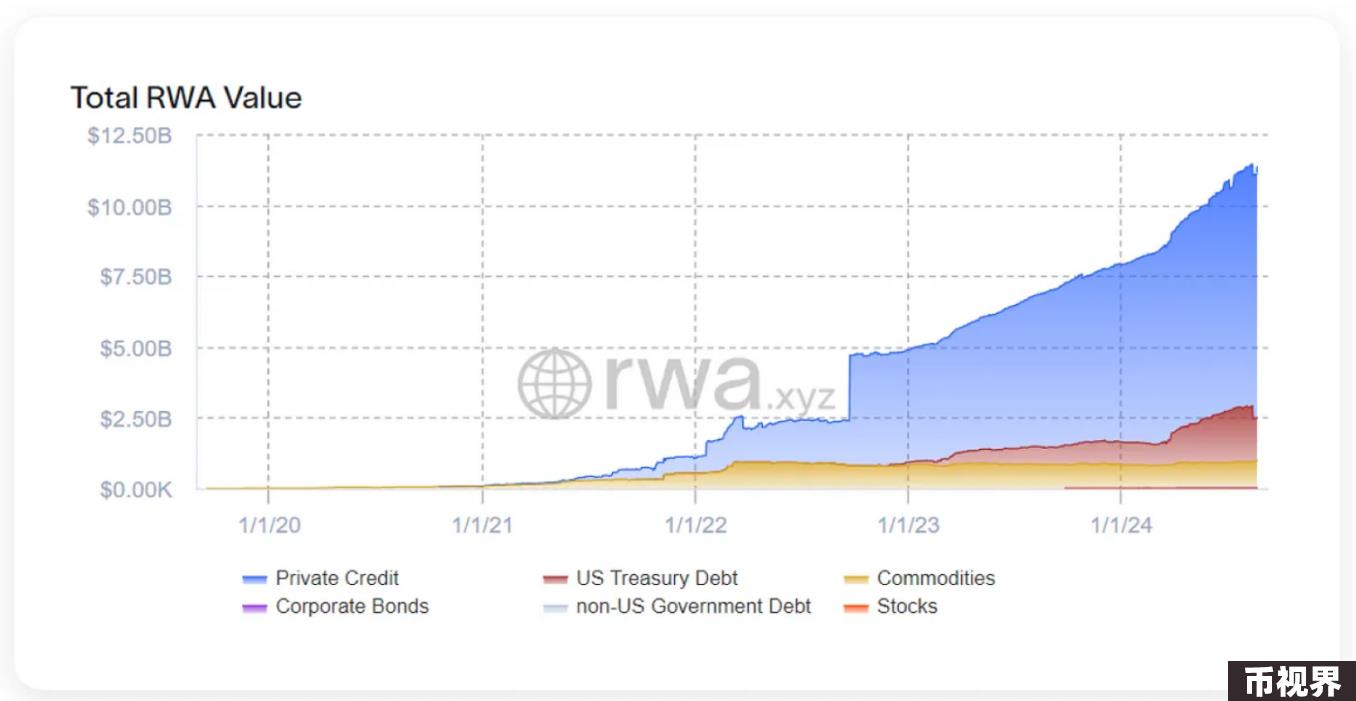 Total RWA Value
$12.50B
$10.00B
$7.50B
$5.00B
$2.50B
$0.00K
rwa.xyz
1/1/20 1/1/21 1/1/22 1/1/23 1/1/24
Private Credit US Treasury Debt Commodities
Corporate Bonds non-US Government Debt Stocks
币视界